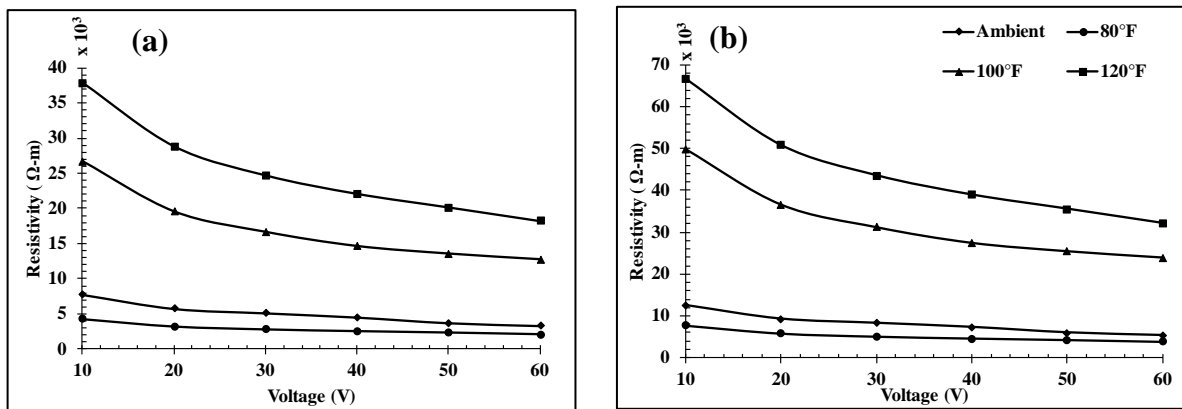 (a)
x 10³
Resistivity ( Ω-m)
40
35
30
25
20
15
10
5
0
10 20 30 40 50 60
Voltage (V)
(b)
x 10³
Ambient 80°F
100°F 120°F
Resistivity ( Ω-m)
70
60
50
40
30
20
10
0
10 20 30 40 50 60
Voltage (V)